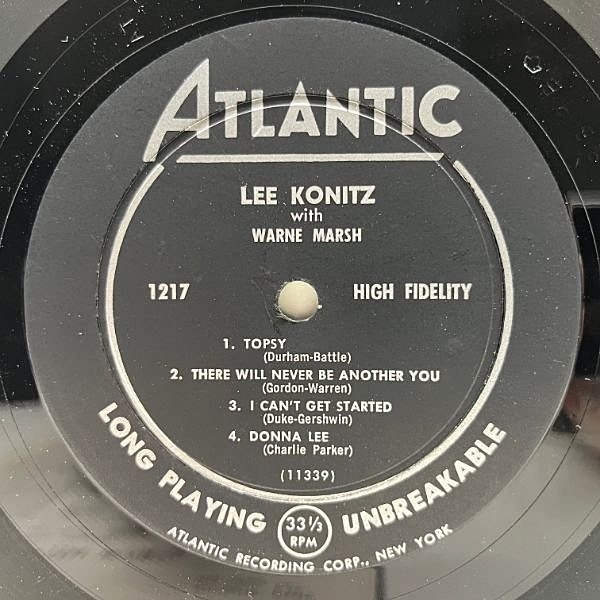 ATLANTIC
LEE KONITZ
with
WARNE MARSH
1217 HIGH FIDELITY
1. TOPSY
(Durham-Battle)
2. THERE WILL NEVER BE ANOTHER YOU
(Gordon-Warren)
3. I CAN'T GET STARTED
(Duke-Gershwin)
4. DONNA LEE
(Charlie Parker)
(11339)
LONG PLAYING 33 1/3 RPM UNBREAKABLE
ATLANTIC RECORDING CORP., NEW YORK